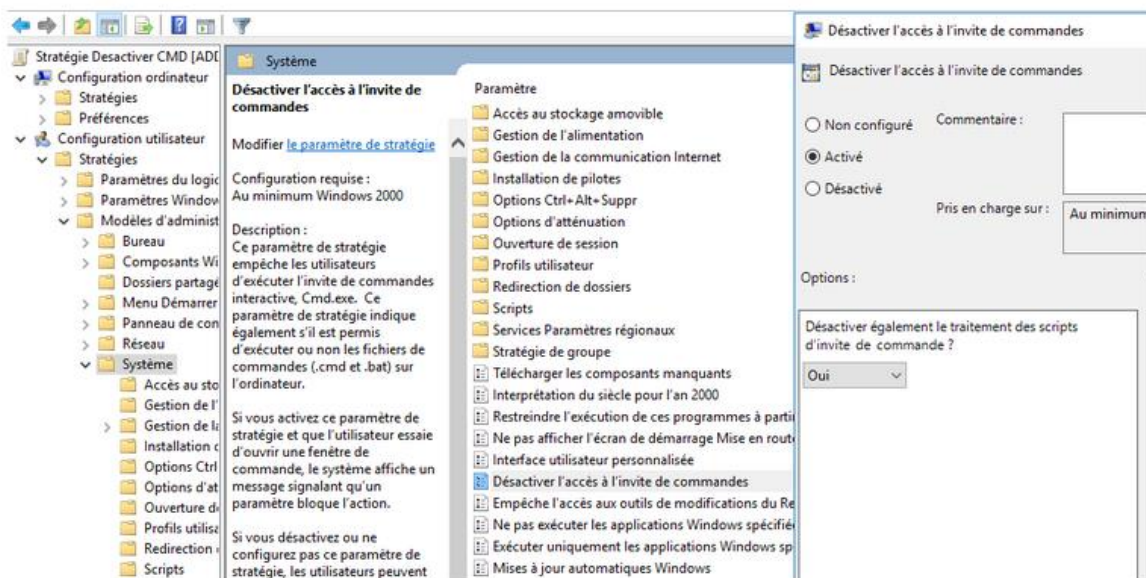 Stratégie Desactiver CMD [ADI
Configuration ordinateur
Stratégies
Préférences
Configuration utilisateur
Stratégies
Paramètres du logic
Paramètres Window
Modèles d'administ
Bureau
Composants Wi
Dossiers partagé
Menu Démarrer
Panneau de con
Réseau
Système
Accès au sto
Gestion de l'
Gestion de la
Installation d
Options Ctrl
Options d'at
Ouverture de
Profils utilisa
Redirection
Scripts
Système
Désactiver l'accès à l'invite de
commandes
Modifier le paramètre de stratégie
Configuration requise :
Au minimum Windows 2000
Description :
Ce paramètre de stratégie
empêche les utilisateurs
d'exécuter l'invite de commandes
interactive, Cmd.exe. Ce
paramètre de stratégie indique
également s'il est permis
d'exécuter ou non les fichiers de
commandes (.cmd et .bat) sur
l'ordinateur.
Si vous activez ce paramètre de
stratégie et que l'utilisateur essaie
d'ouvrir une fenêtre de
commande, le système affiche un
message signalant qu'un
paramètre bloque l'action.
Si vous désactivez ou ne
configurez pas ce paramètre de
stratégie, les utilisateurs peuvent
Paramètre
Accès au stockage amovible
Gestion de l'alimentation
Gestion de la communication Internet
Installation de pilotes
Options Ctrl+Alt+Suppr
Options d'atténuation
Ouverture de session
Profils utilisateur
Redirection de dossiers
Scripts
Services Paramètres régionaux
Stratégie de groupe
Télécharger les composants manquants
Interprétation du siècle pour l'an 2000
Restreindre l'exécution de ces programmes à parti
Ne pas afficher l'écran de démarrage Mise en route
Interface utilisateur personnalisée
Désactiver l'accès à l'invite de commandes
Empêche l'accès aux outils de modifications du Re
Ne pas exécuter les applications Windows spécifiée
Exécuter uniquement les applications Windows sp
Mises à jour automatiques Windows
Désactiver l'accès à l'invite de commandes
Désactiver l'accès à l'invite de commandes
Non configuré
Commentaire :
Activé
Désactivé
Pris en charge sur :
Au minimum
Options :
Désactiver également le traitement des scripts
d'invite de commande ?
Oui